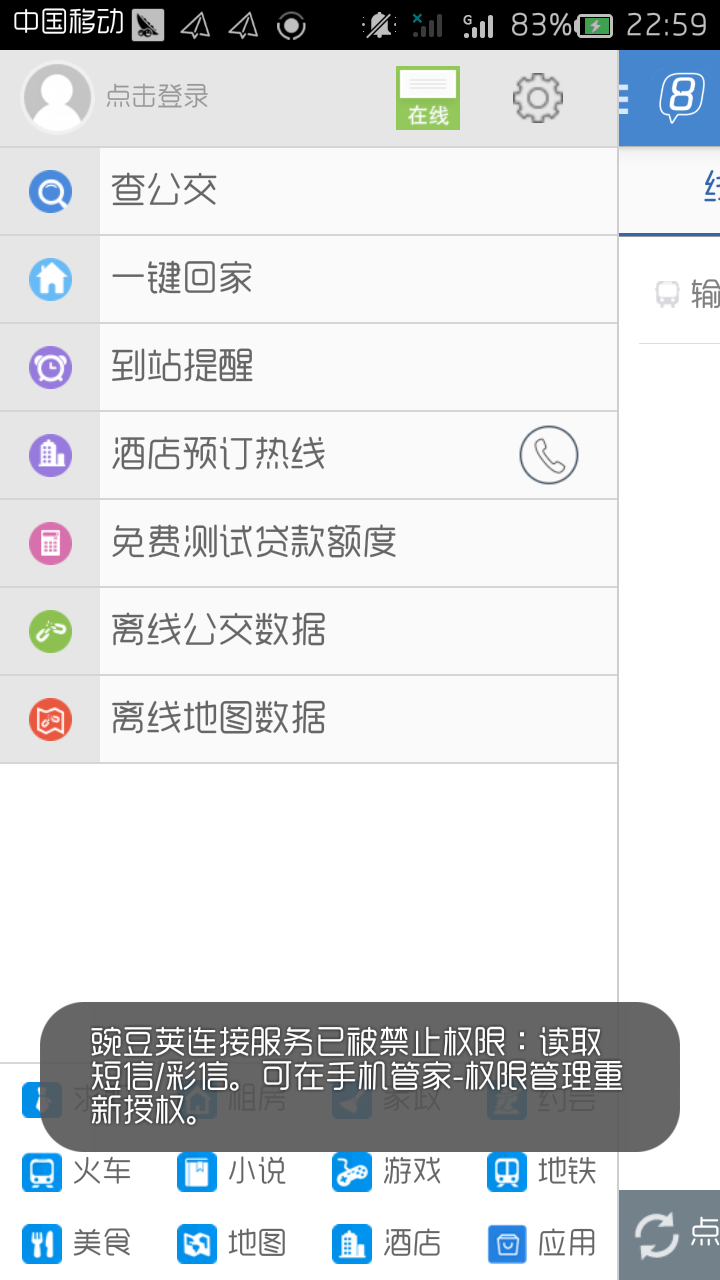 中国移动 G 83% 22:59
点击登录
在线
8
查公交
一键回家
到站提醒
输
酒店预订热线
免费测试贷款额度
离线公交数据
离线地图数据
豌豆荚连接服务已被禁止权限：读取
短信/彩信。可在手机管家-权限管理重
新授权。
租房 家政 约会
火车 小说 游戏 地铁
美食 地图 酒店 应用
点